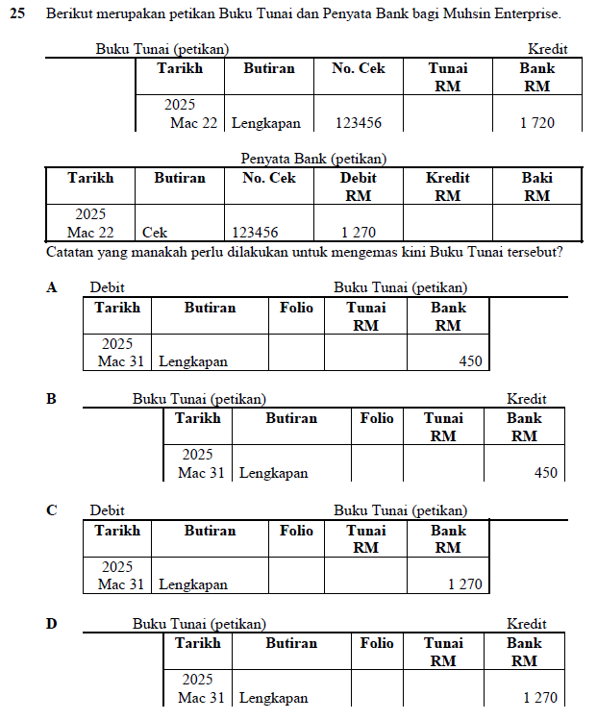 25 Berikut merupakan petikan Buku Tunai dan Penyata Bank bagi Muhsin Enterprise.
Buku Tunai (petikan) Kredit
Tarikh Butiran No. Cek Tunai Bank
RM RM
2025
Mac 22 Lengkapan 123456 1 720
Penyata Bank (petikan)
Tarikh Butiran No. Cek Debit Kredit Baki
RM RM RM
2025
Mac 22 Cek 123456 1 270
Catatan yang manakah perlu dilakukan untuk mengemas kini Buku Tunai tersebut?
A Debit Buku Tunai (petikan)
Tarikh Butiran Folio Tunai Bank
RM RM
2025
Mac 31 Lengkapan 450
B Buku Tunai (petikan) Kredit
Tarikh Butiran Folio Tunai Bank
RM RM
2025
Mac 31 Lengkapan 450
C Debit Buku Tunai (petikan)
Tarikh Butiran Folio Tunai Bank
RM RM
2025
Mac 31 Lengkapan 1 270
D Buku Tunai (petikan) Kredit
Tarikh Butiran Folio Tunai Bank
RM RM
2025
Mac 31 Lengkapan 1 270